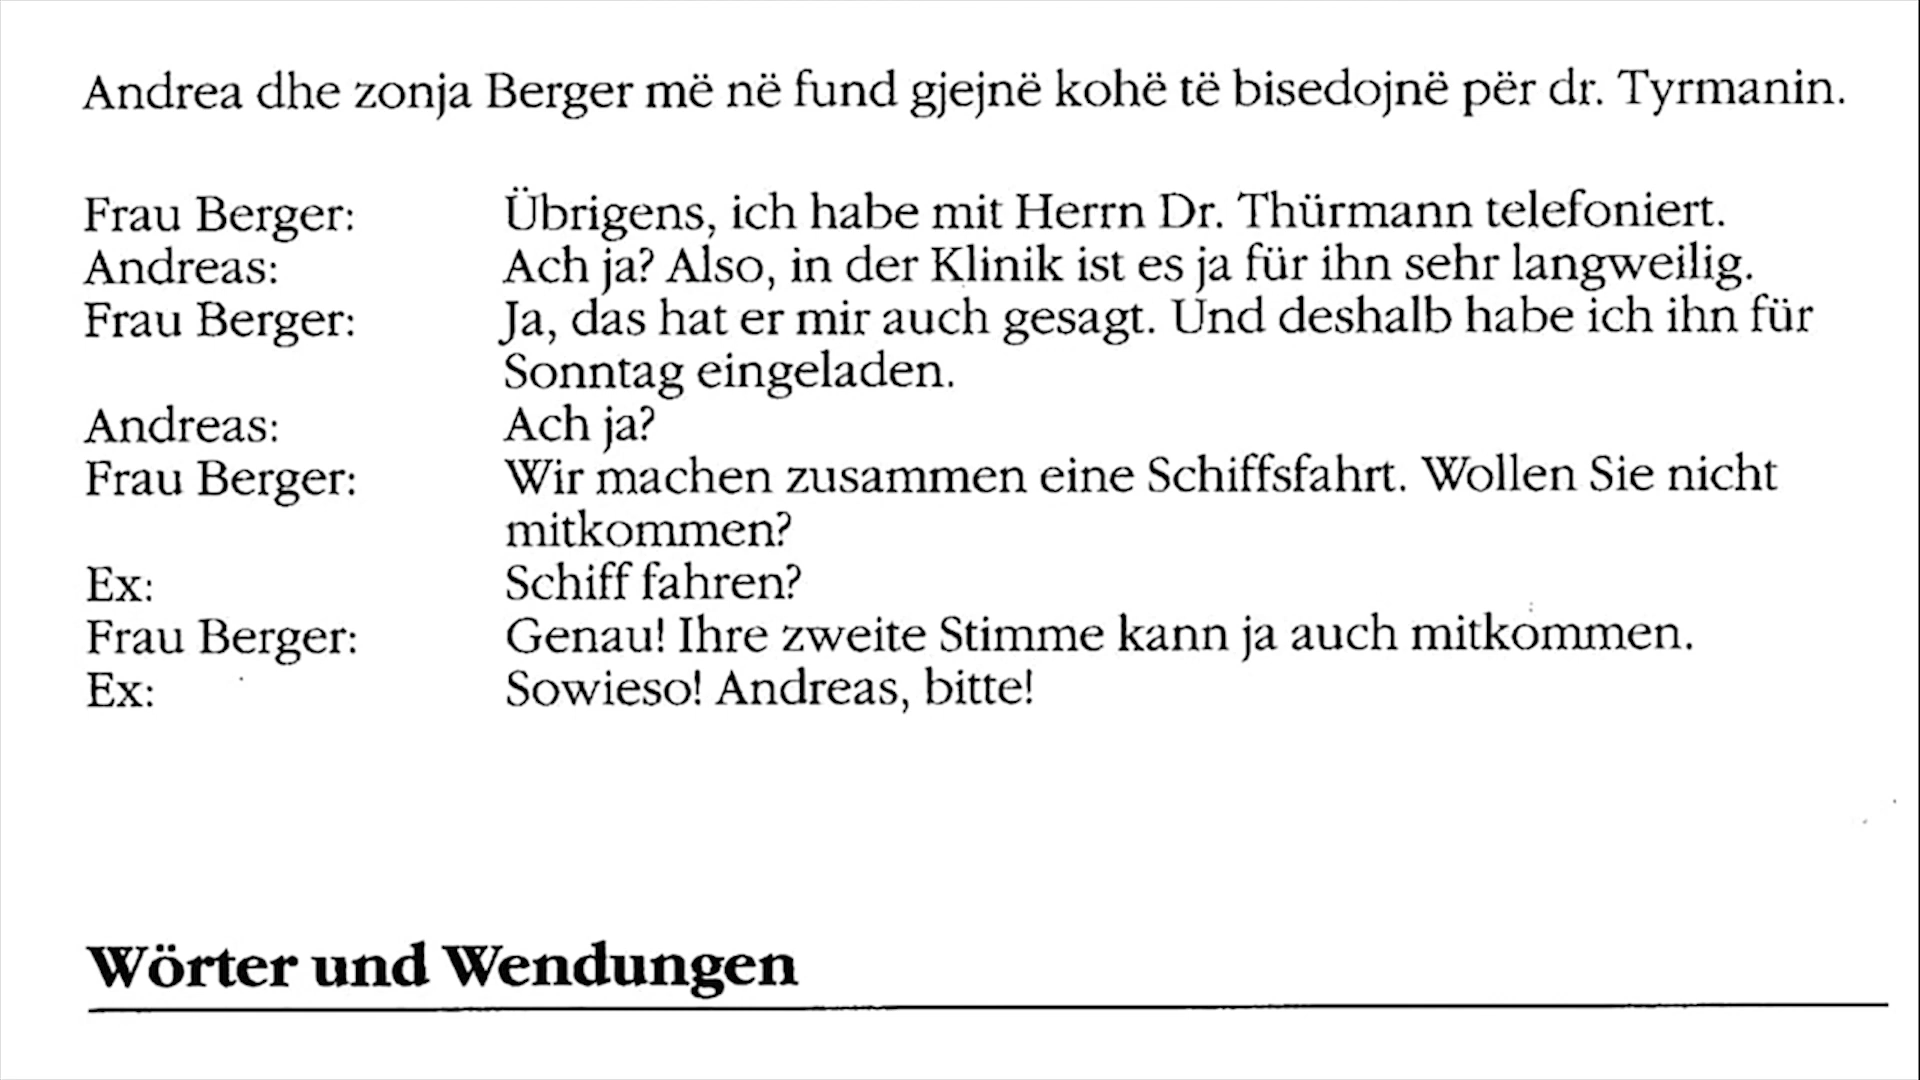 Andrea dhe zonja Berger më në fund gjejnë kohë të bisedojnë për dr. Tyrmanin.
Frau Berger: Übrigens, ich habe mit Herrn Dr. Thürmann telefoniert.
Andreas: Ach ja? Also, in der Klinik ist es ja für ihn sehr langweilig.
Frau Berger: Ja, das hat er mir auch gesagt. Und deshalb habe ich ihn für
Sonntag eingeladen.
Andreas: Ach ja?
Frau Berger: Wir machen zusammen eine Schiffsfahrt. Wollen Sie nicht
mitkommen?
Ex: Schiff fahren?
Frau Berger: Genau! Ihre zweite Stimme kann ja auch mitkommen.
Ex: Sowieso! Andreas, bitte!
Wörter und Wendungen